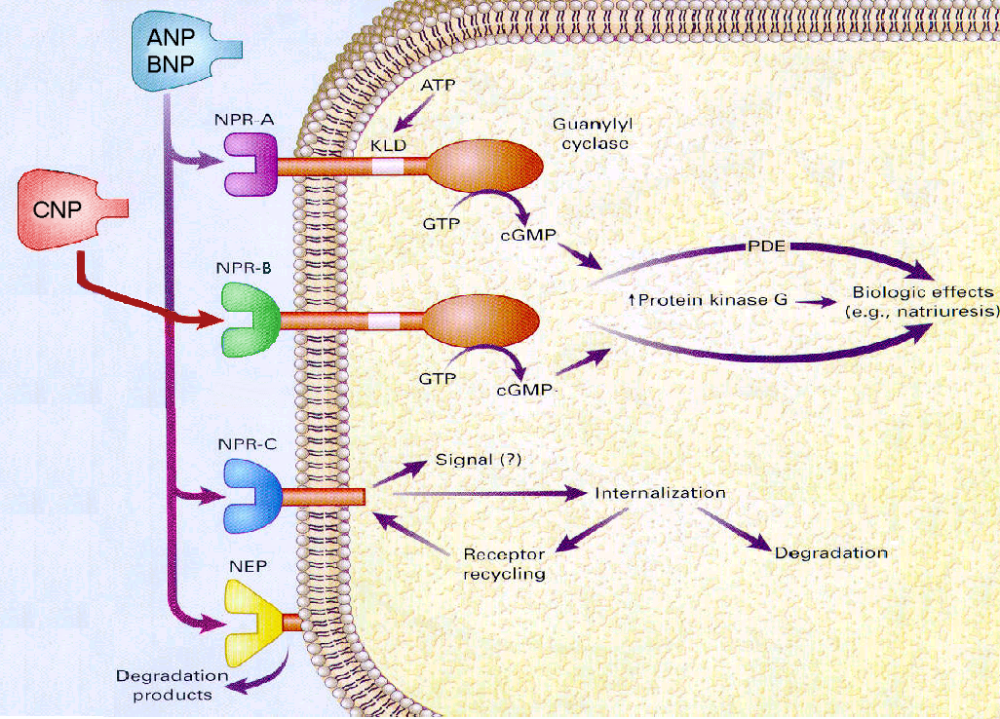 ANP
BNP
ATP
NPR-A
KLD
Guanylyl
cyclase
CNP
GTP
cGMP
PDE
NPR-B
↑Protein kinase G
Biologic effects
(e.g., natriuresis)
GTP
cGMP
NPR-C
Signal (?)
Internalization
Receptor
recycling
Degradation
NEP
Degradation
products